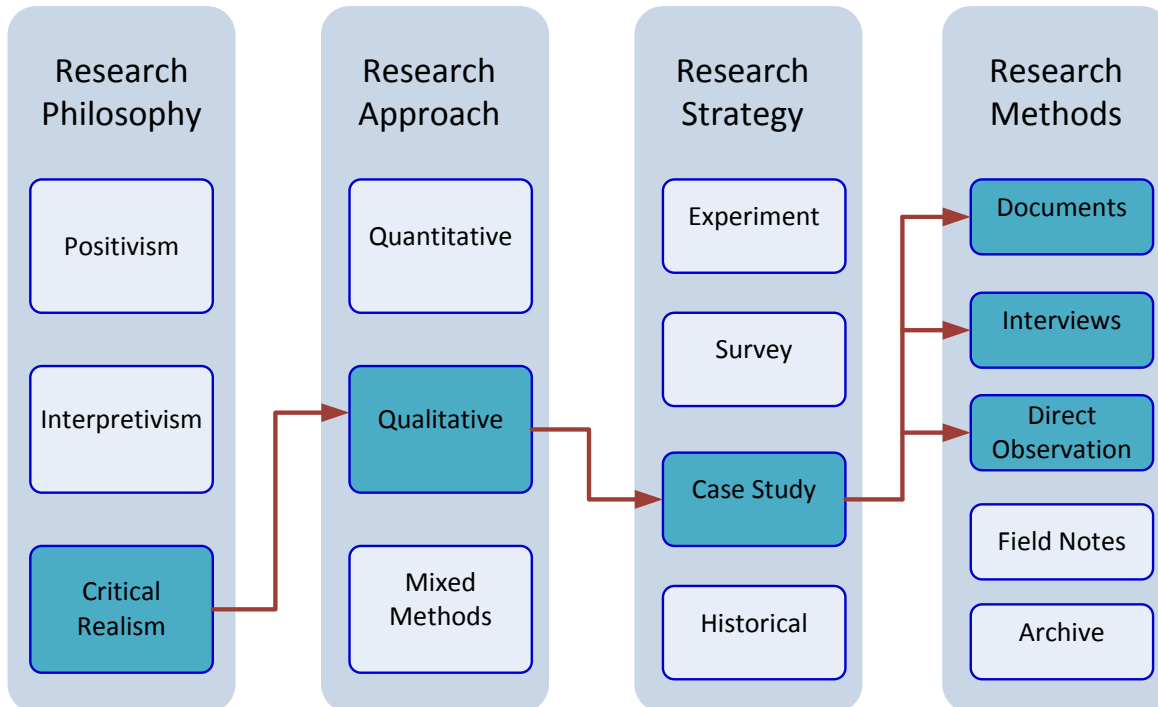 Research
Philosophy
Positivism
Interpretivism
Critical
Realism
Research
Approach
Quantitative
Qualitative
Mixed
Methods
Research
Strategy
Experiment
Survey
Case Study
Historical
Research
Methods
Documents
Interviews
Direct
Observation
Field Notes
Archive